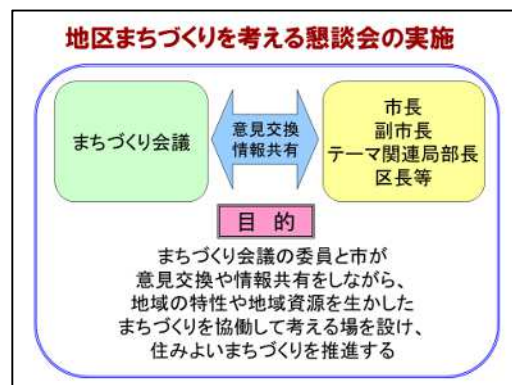 地区まちづくりを考える懇談会の実施
まちづくり会議
意見交換
情報共有
市長
副市長
テーマ関連局部長
区長等
目 的
まちづくり会議の委員と市が
意見交換や情報共有をしながら、
地域の特性や地域資源を生かした
まちづくりを協働して考える場を設け、
住みよいまちづくりを推進する